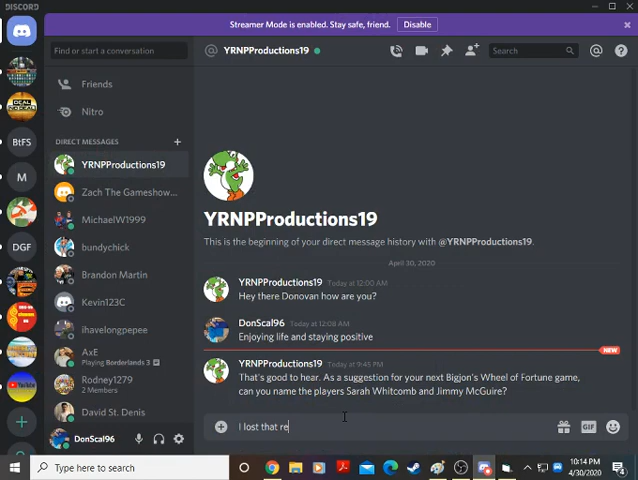 DISCORD
Streamer Mode is enabled. Stay safe, friend. Disable
Find or start a conversation
YRNPProductions19
Search
Friends
Nitro
DIRECT MESSAGES
YRNPProductions19
Zach The Gameshow...
MichaelW1999
bundychick
Brandon Martin
Kevin123C
ihavelongpepee
AxE
Playing Borderlands 3
Rodney1279
2 Members
David St. Denis
DonScal96
BtFS
M
DGF
YRNPProductions19
This is the beginning of your direct message history with @YRNPProductions19.
April 30, 2020
YRNPProductions19 Today at 12:00 AM
Hey there Donovan how are you?
DonScal96 Today at 12:08 AM
Enjoying life and staying positive
NEW
YRNPProductions19 Today at 9:45 PM
That's good to hear. As a suggestion for your next Bigjon's Wheel of Fortune game,
can you name the players Sarah Whitcomb and Jimmy McGuire?
I lost that re
GIF
Type here to search
10:14 PM
4/30/2020